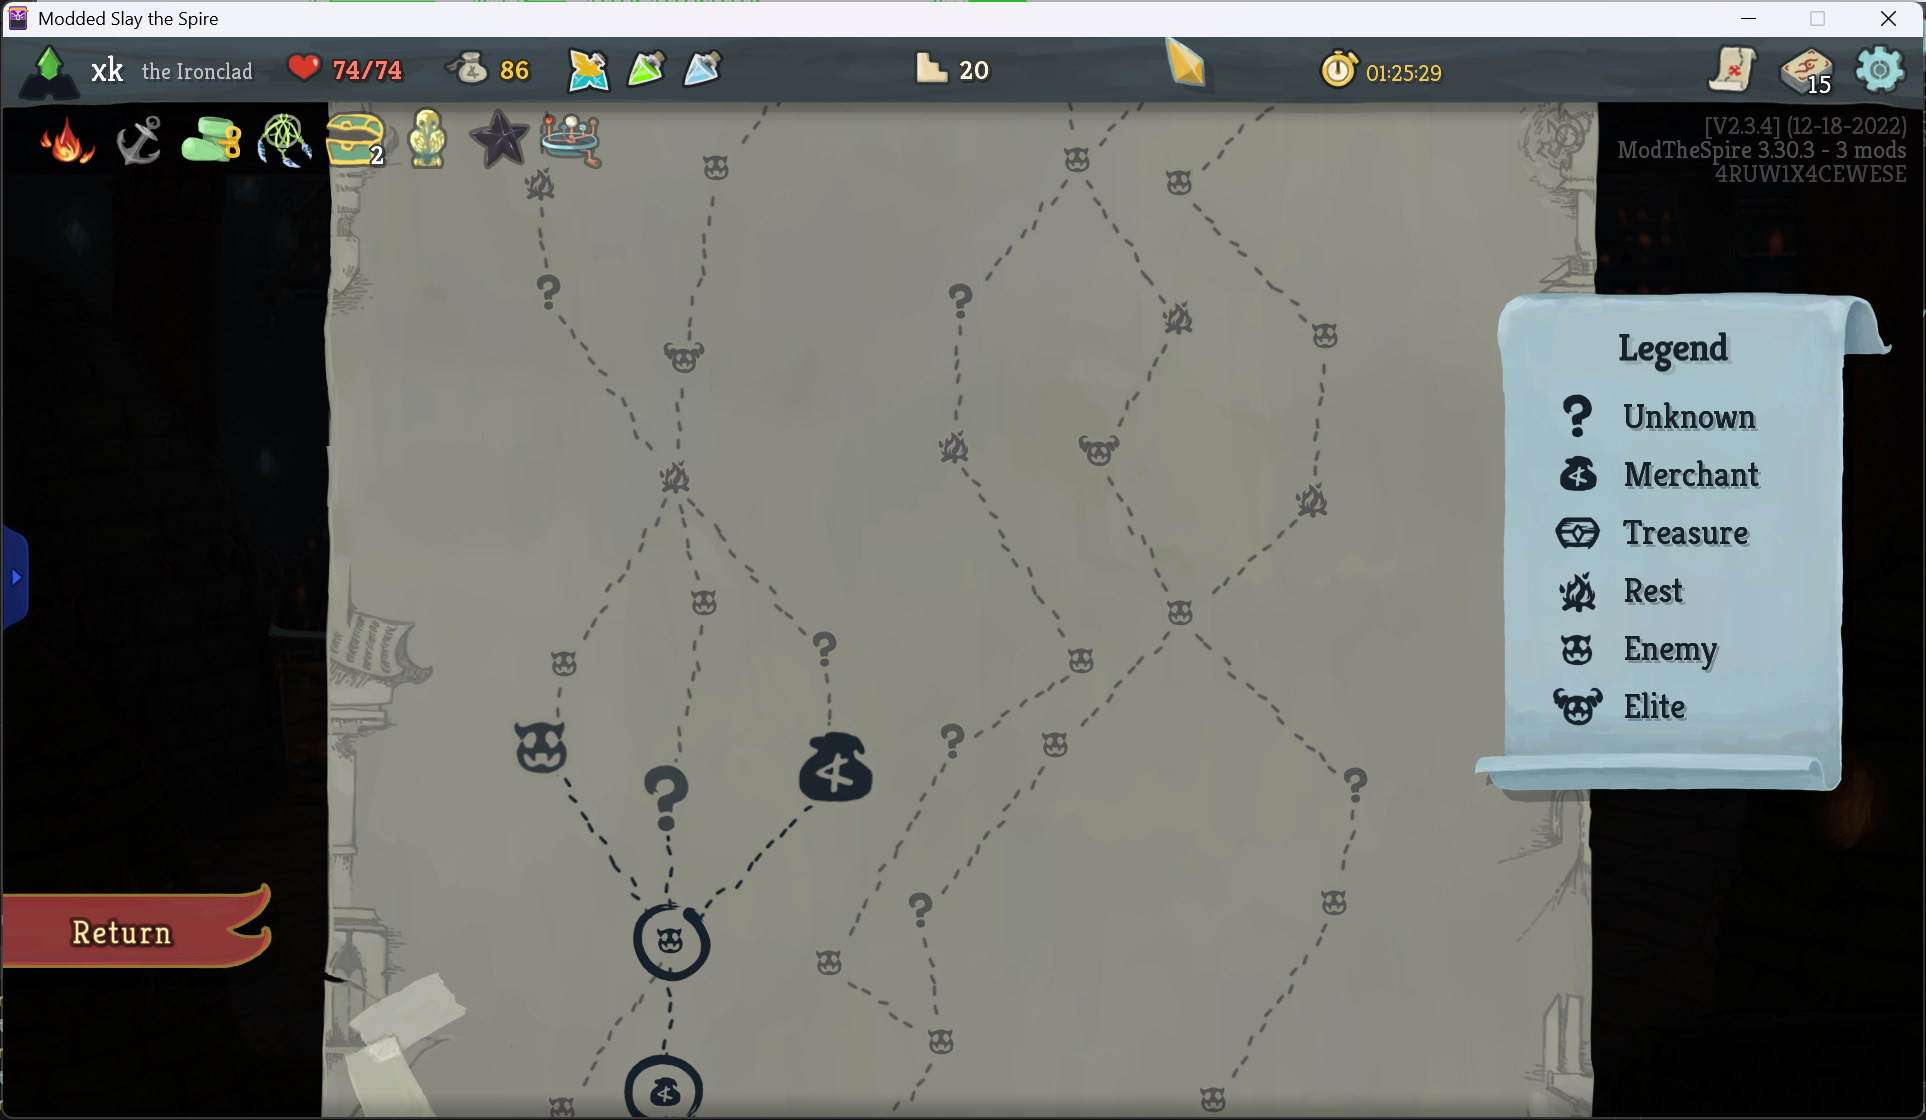 Modded Slay the Spire
xk the Ironclad 74/74 86 20 01:25:29 15
2
[V2.3.4] (12-18-2022)
ModTheSpire 3.30.3 - 3 mods
4RUW1X4CEWESE
Legend
Unknown
Merchant
Treasure
Rest
Enemy
Elite
Return